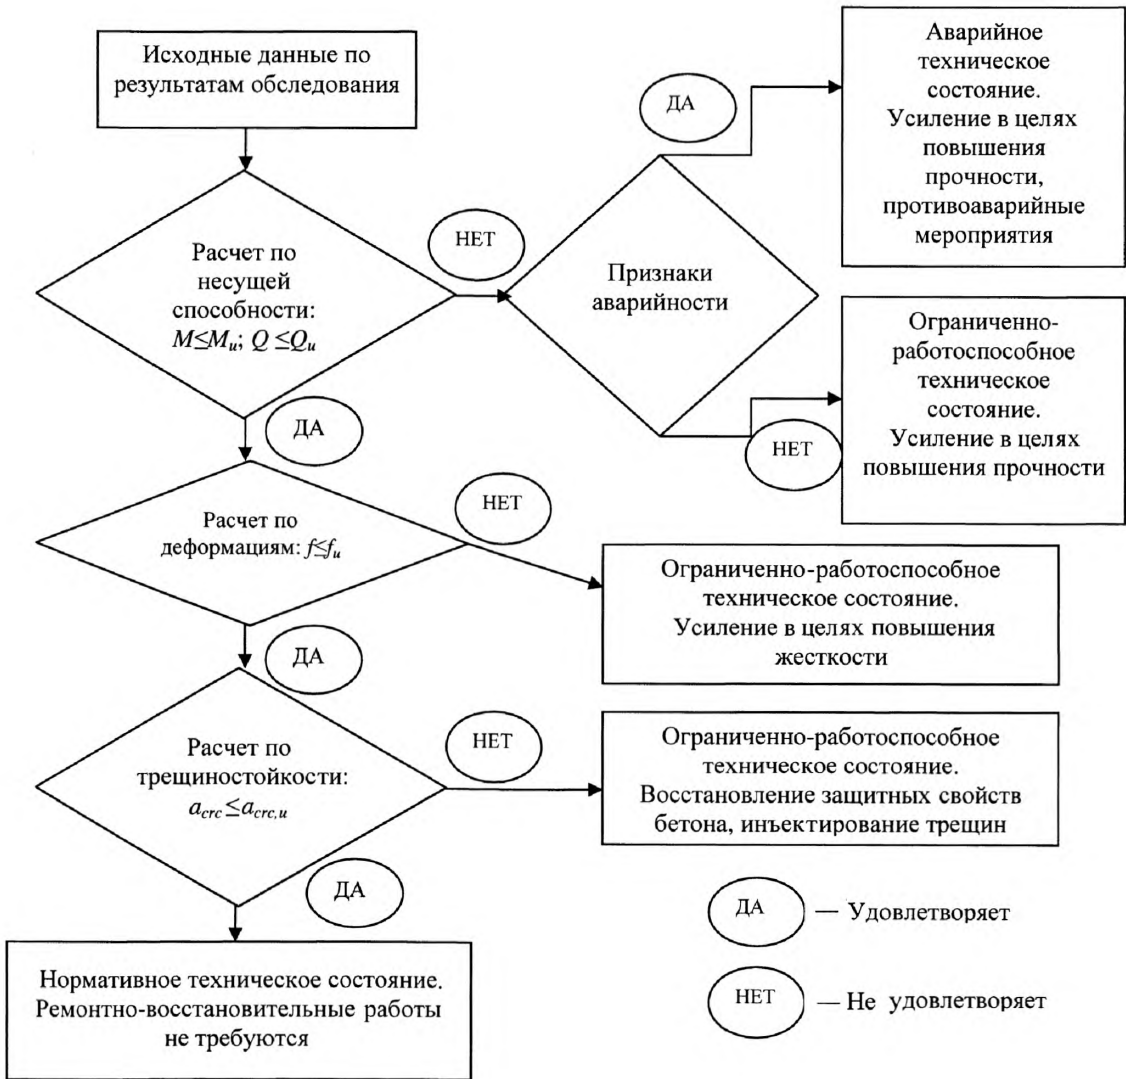 Исходные данные по
результатам обследования
ДА
Аварийное
техническое
состояние.
Усиление в целях
повышения
прочности,
противоаварийные
мероприятия
Расчет по
несущей
способности:
M≤Mu; Q ≤Qu
НЕТ
Признаки
аварийности
Ограниченно-
работоспособное
техническое
состояние.
Усиление в целях
повышения прочности
НЕТ
ДА
Расчет по
деформациям: f≤fu
НЕТ
Ограниченно-работоспособное
техническое состояние.
Усиление в целях повышения
жесткости
ДА
Расчет по
трещиностойкости:
acrc≤acrc,u
НЕТ
Ограниченно-работоспособное
техническое состояние.
Восстановление защитных свойств
бетона, инъектирование трещин
ДА
Нормативное техническое состояние.
Ремонтно-восстановительные работы
не требуются
ДА — Удовлетворяет
НЕТ — Не удовлетворяет